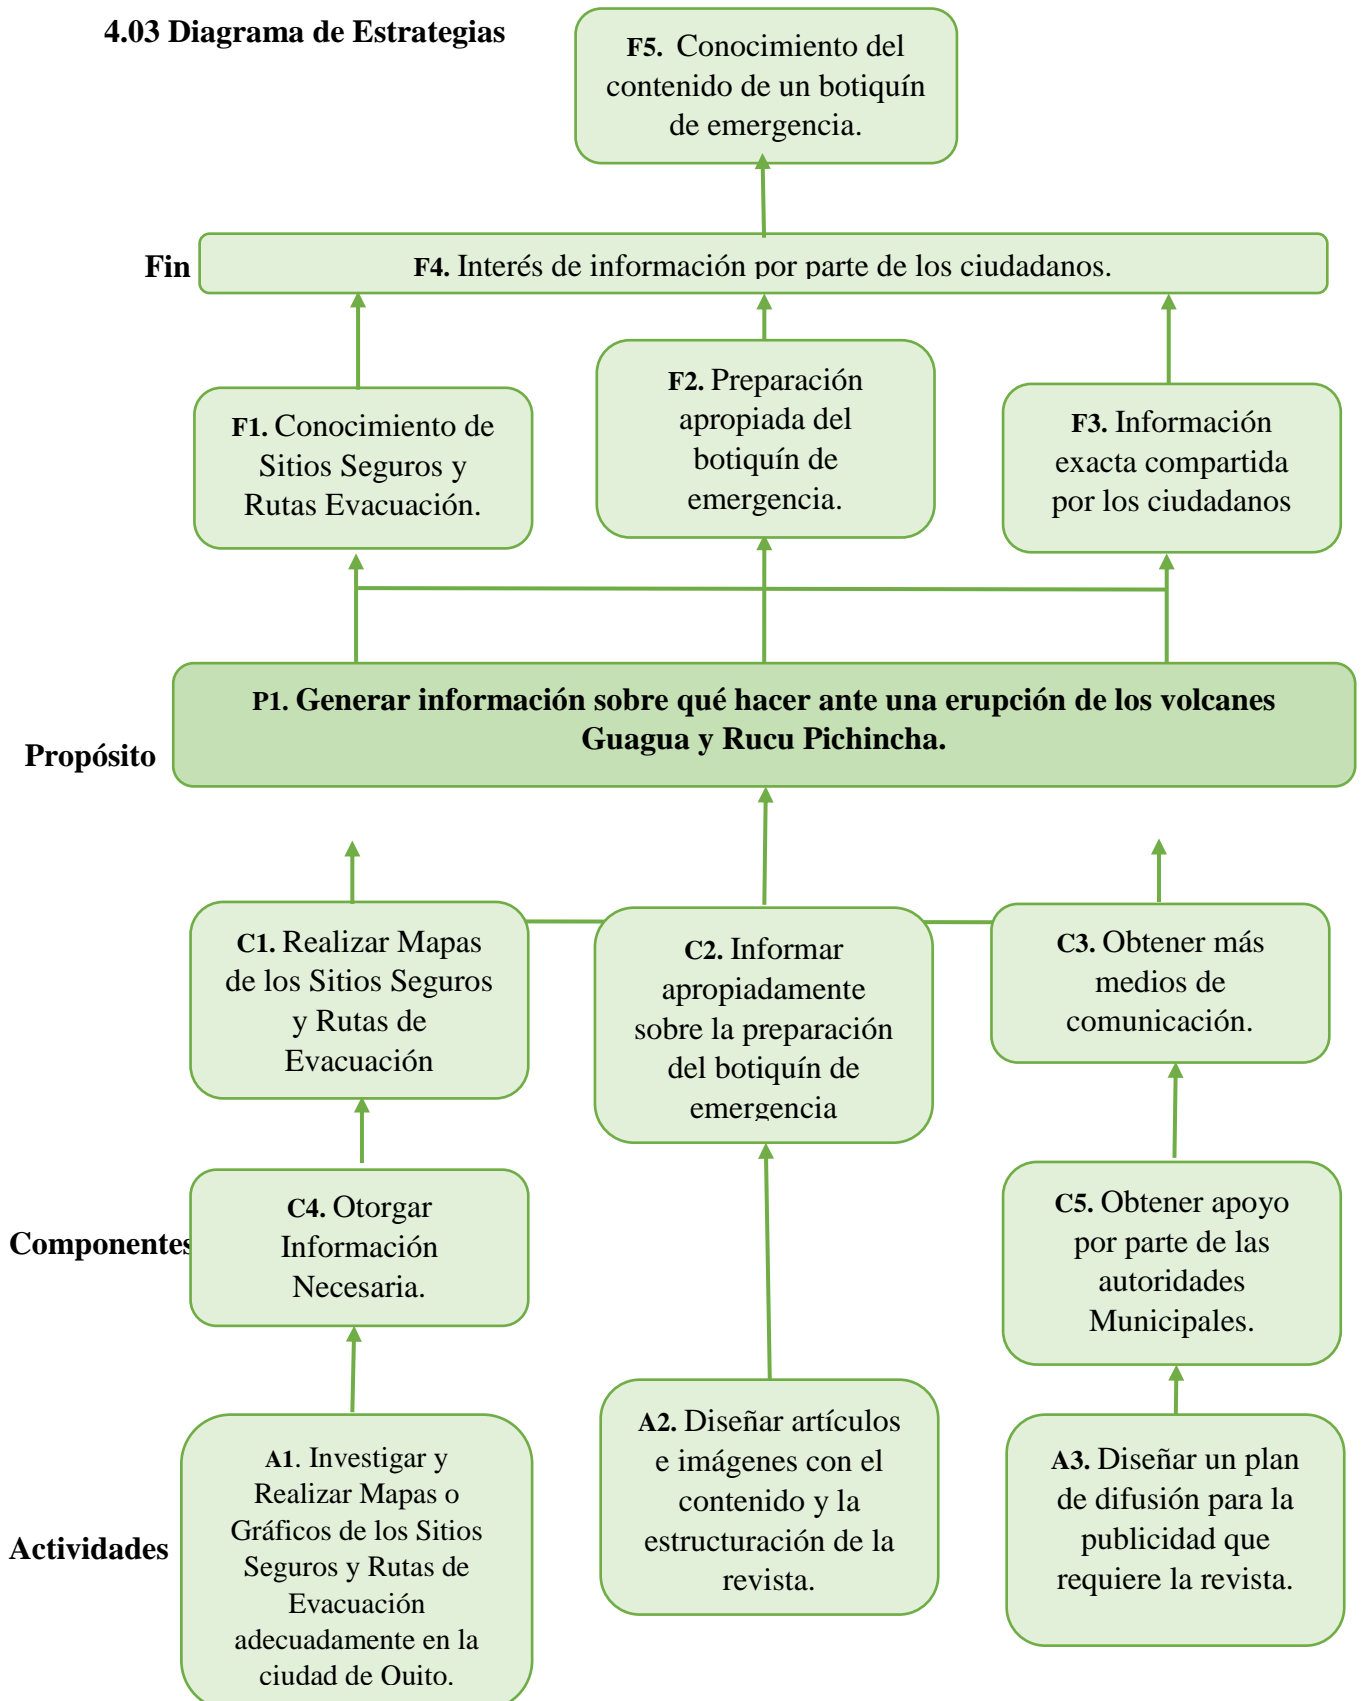 4.03 Diagrama de Estrategias
F5. Conocimiento del
contenido de un botiquín
de emergencia.
Fin
F4. Interés de información por parte de los ciudadanos.
F1. Conocimiento de
Sitios Seguros y
Rutas Evacuación.
F2. Preparación
apropiada del
botiquín de
emergencia.
F3. Información
exacta compartida
por los ciudadanos
Propósito
P1. Generar información sobre qué hacer ante una erupción de los volcanes
Guagua y Rucu Pichincha.
C1. Realizar Mapas
de los Sitios Seguros
y Rutas de
Evacuación
C2. Informar
apropiadamente
sobre la preparación
del botiquín de
emergencia
C3. Obtener más
medios de
comunicación.
Componentes
C4. Otorgar
Información
Necesaria.
C5. Obtener apoyo
por parte de las
autoridades
Municipales.
Actividades
A1. Investigar y
Realizar Mapas o
Gráficos de los Sitios
Seguros y Rutas de
Evacuación
adecuadamente en la
ciudad de Quito.
A2. Diseñar artículos
e imágenes con el
contenido y la
estructuración de la
revista.
A3. Diseñar un plan
de difusión para la
publicidad que
requiere la revista.